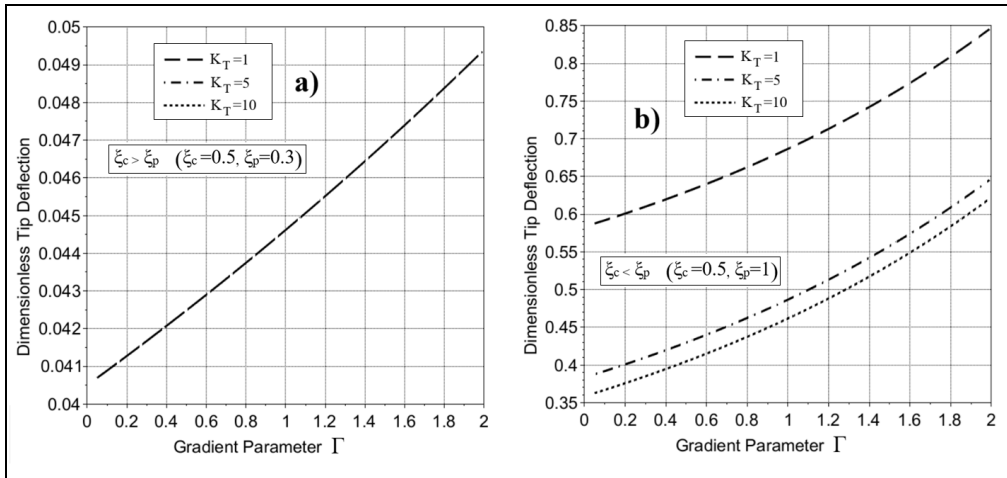 0.05
0.049
0.048
0.047
0.046
0.045
0.044
0.043
0.042
0.041
0.04
Dimensionless Tip Deflection
K_T=1
K_T=5
K_T=10
a)
ξc > ξp (ξc=0.5, ξp=0.3)
0 0.2 0.4 0.6 0.8 1 1.2 1.4 1.6 1.8 2
Gradient Parameter Γ
0.85
0.8
0.75
0.7
0.65
0.6
0.55
0.5
0.45
0.4
0.35
Dimensionless Tip Deflection
K_T=1
K_T=5
K_T=10
b)
ξc < ξp (ξc=0.5, ξp=1)
0 0.2 0.4 0.6 0.8 1 1.2 1.4 1.6 1.8 2
Gradient Parameter Γ